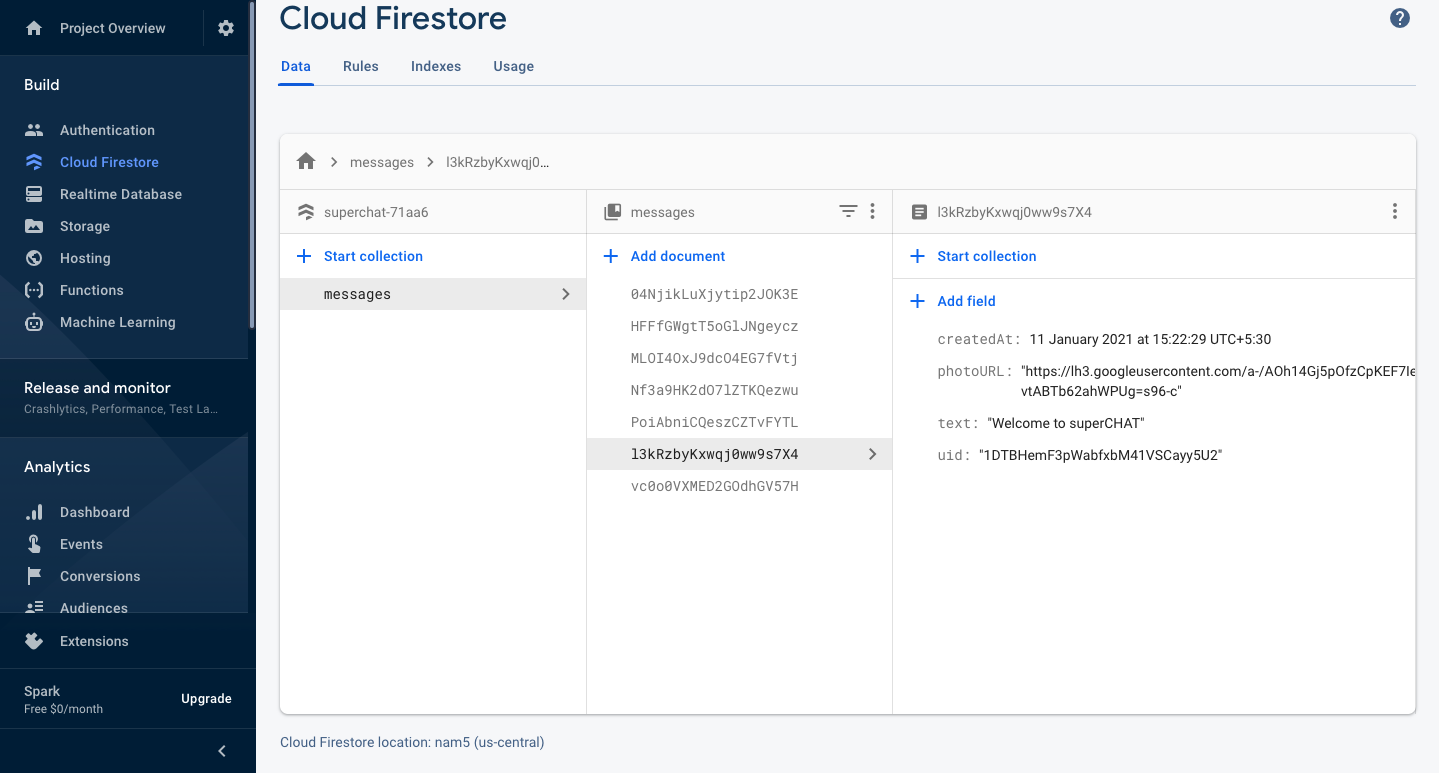 Project Overview
Build
Authentication
Cloud Firestore
Realtime Database
Storage
Hosting
Functions
Machine Learning
Release and monitor
Crashlytics, Performance, Test La...
Analytics
Dashboard
Events
Conversions
Audiences
Extensions
Spark
Free $0/month
Upgrade
Cloud Firestore
Data Rules Indexes Usage
messages l3kRzbyKxwqj0...
superchat-71aa6
Start collection
messages
messages
Add document
04NjikLuXjytip2JOK3E
HFFfGWgtT5oGlJNgeycz
MLOI4OxJ9dcO4EG7fVtj
Nf3a9HK2dO7lZTKQezwu
PoiAbniCQeszCZTvFYTL
l3kRzbyKxwqj0ww9s7X4
vc0o0VXMED2GOdhGV57H
l3kRzbyKxwqj0ww9s7X4
Start collection
Add field
createdAt: 11 January 2021 at 15:22:29 UTC+5:30
photoURL: "https://lh3.googleusercontent.com/a-/AOh14Gj5pOfzCpKEF7Ie
vtABTb62ahWPUg=s96-c"
text: "Welcome to superCHAT"
uid: "1DTBHemF3pWabfxbM41VSCayy5U2"
Cloud Firestore location: nam5 (us-central)